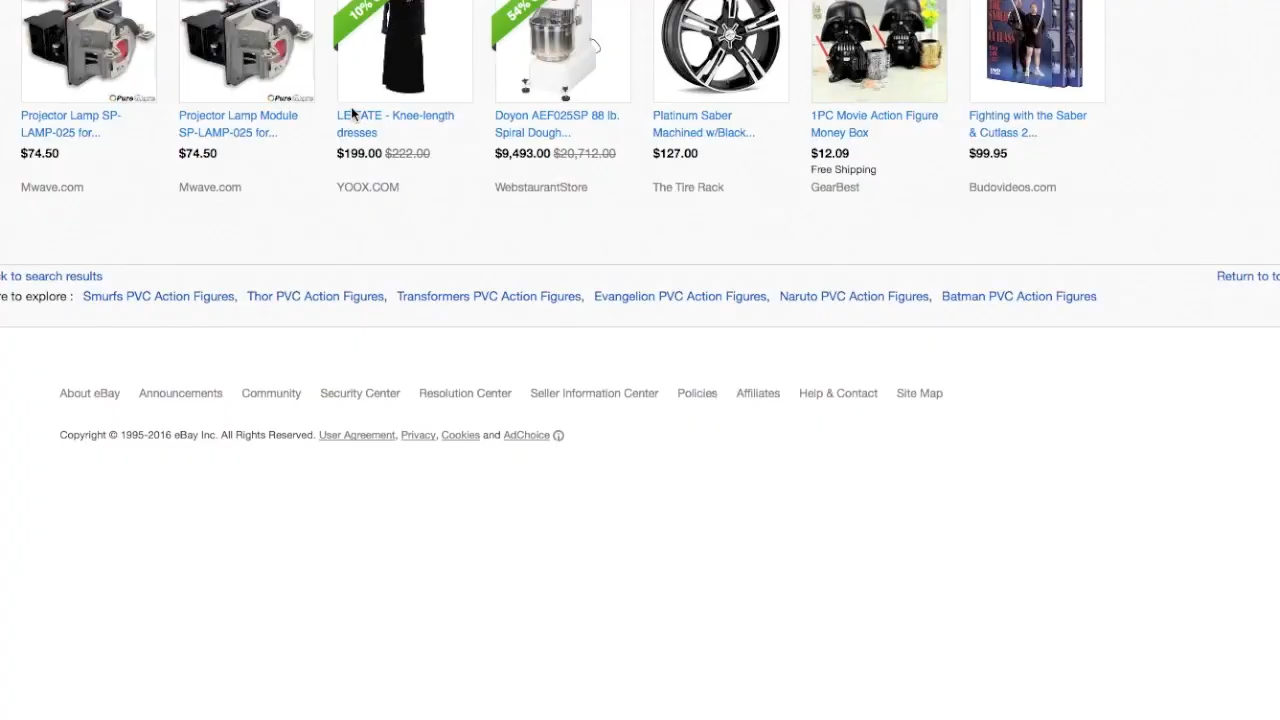 10%
54%
PureGlare
PureGlare
Projector Lamp SP-
LAMP-025 for...
$74.50
Mwave.com
Projector Lamp Module
SP-LAMP-025 for...
$74.50
Mwave.com
Knee-length
dresses
$199.00 $222.00
YOOX.COM
Doyon AEF025SP 88 lb.
Spiral Dough...
$9,493.00 $20,712.00
WebstaurantStore
Platinum Saber
Machined w/Black...
$127.00
The Tire Rack
1PC Movie Action Figure
Money Box
$12.09
Free Shipping
GearBest
Fighting with the Saber
& Cutlass 2...
$99.95
Budovideos.com
ck to search results
Return to to
re to explore : Smurfs PVC Action Figures, Thor PVC Action Figures, Transformers PVC Action Figures, Evangelion PVC Action Figures, Naruto PVC Action Figures, Batman PVC Action Figures
About eBay Announcements Community Security Center Resolution Center Seller Information Center Policies Affiliates Help & Contact Site Map
Copyright © 1995-2016 eBay Inc. All Rights Reserved. User Agreement, Privacy, Cookies and AdChoice